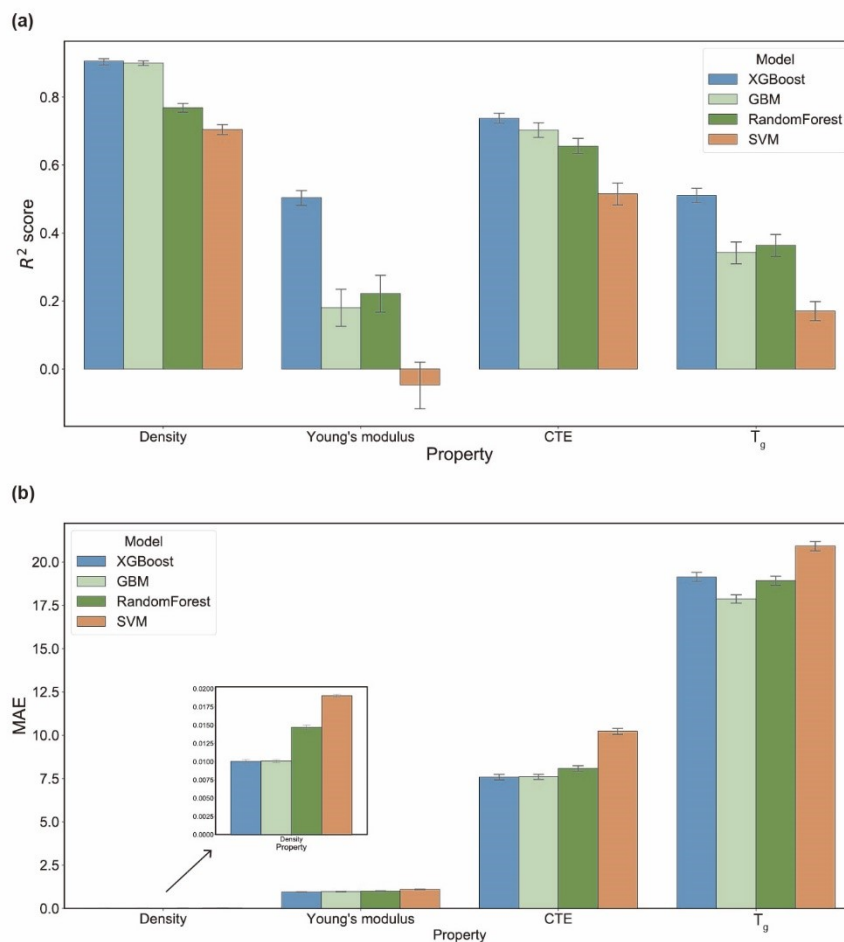 (a)
Model
XGBoost
GBM
RandomForest
SVM
0.8
0.6
0.4
0.2
0.0
R² score
Density
Young's modulus
CTE
Tg
Property
(b)
Model
XGBoost
GBM
RandomForest
SVM
20.0
17.5
15.0
12.5
10.0
7.5
5.0
2.5
0.0
MAE
0.0200
0.0175
0.0150
0.0125
0.0100
0.0075
0.0050
0.0025
0.0000
Density
Property
Density
Young's modulus
CTE
Tg
Property